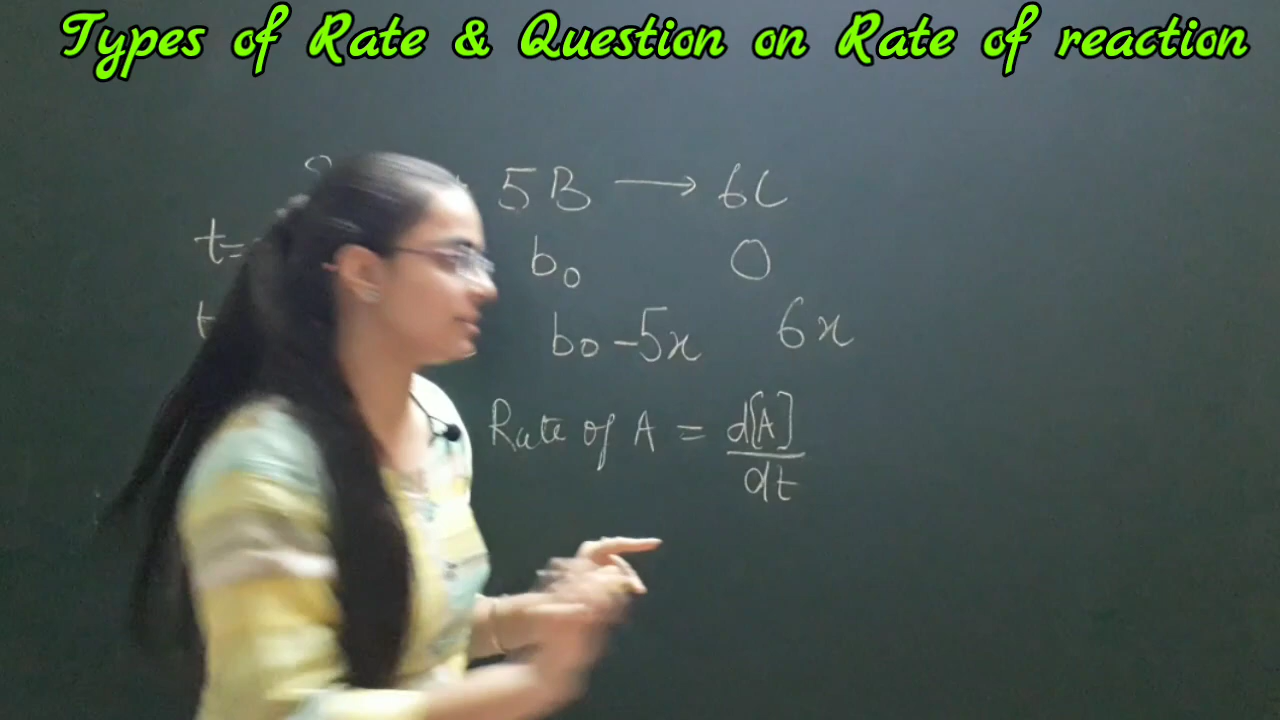 Types of Rate & Question on Rate of reaction
5B ⟶ 6C
t= b₀ 0
t b₀-5x 6x
Rate of A = d[A]/dt